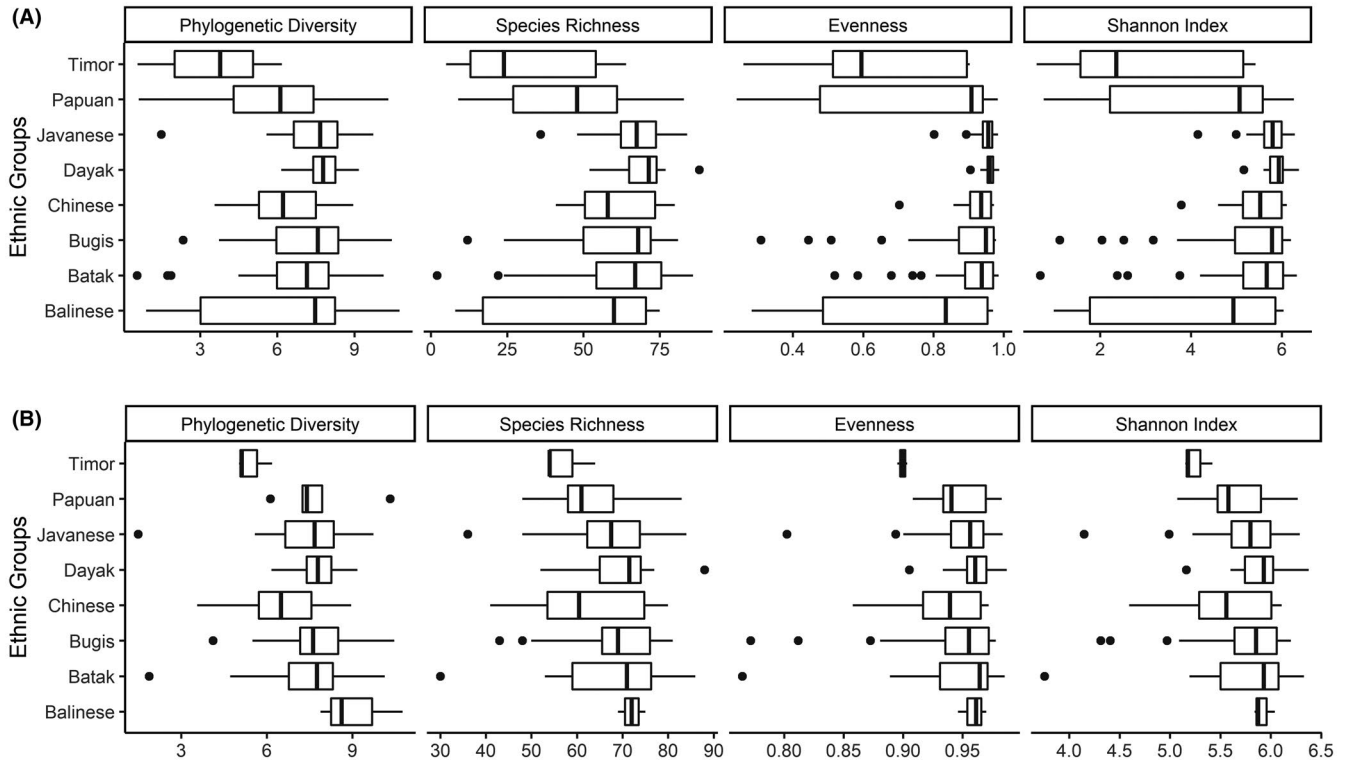 (A)
Phylogenetic Diversity Species Richness Evenness Shannon Index
Ethnic Groups
Timor
Papuan
Javanese
Dayak
Chinese
Bugis
Batak
Balinese
3 6 9 0 25 50 75 0.4 0.6 0.8 1.0 2 4 6
(B)
Phylogenetic Diversity Species Richness Evenness Shannon Index
Ethnic Groups
Timor
Papuan
Javanese
Dayak
Chinese
Bugis
Batak
Balinese
3 6 9 30 40 50 60 70 80 90 0.80 0.85 0.90 0.95 4.0 4.5 5.0 5.5 6.0 6.5